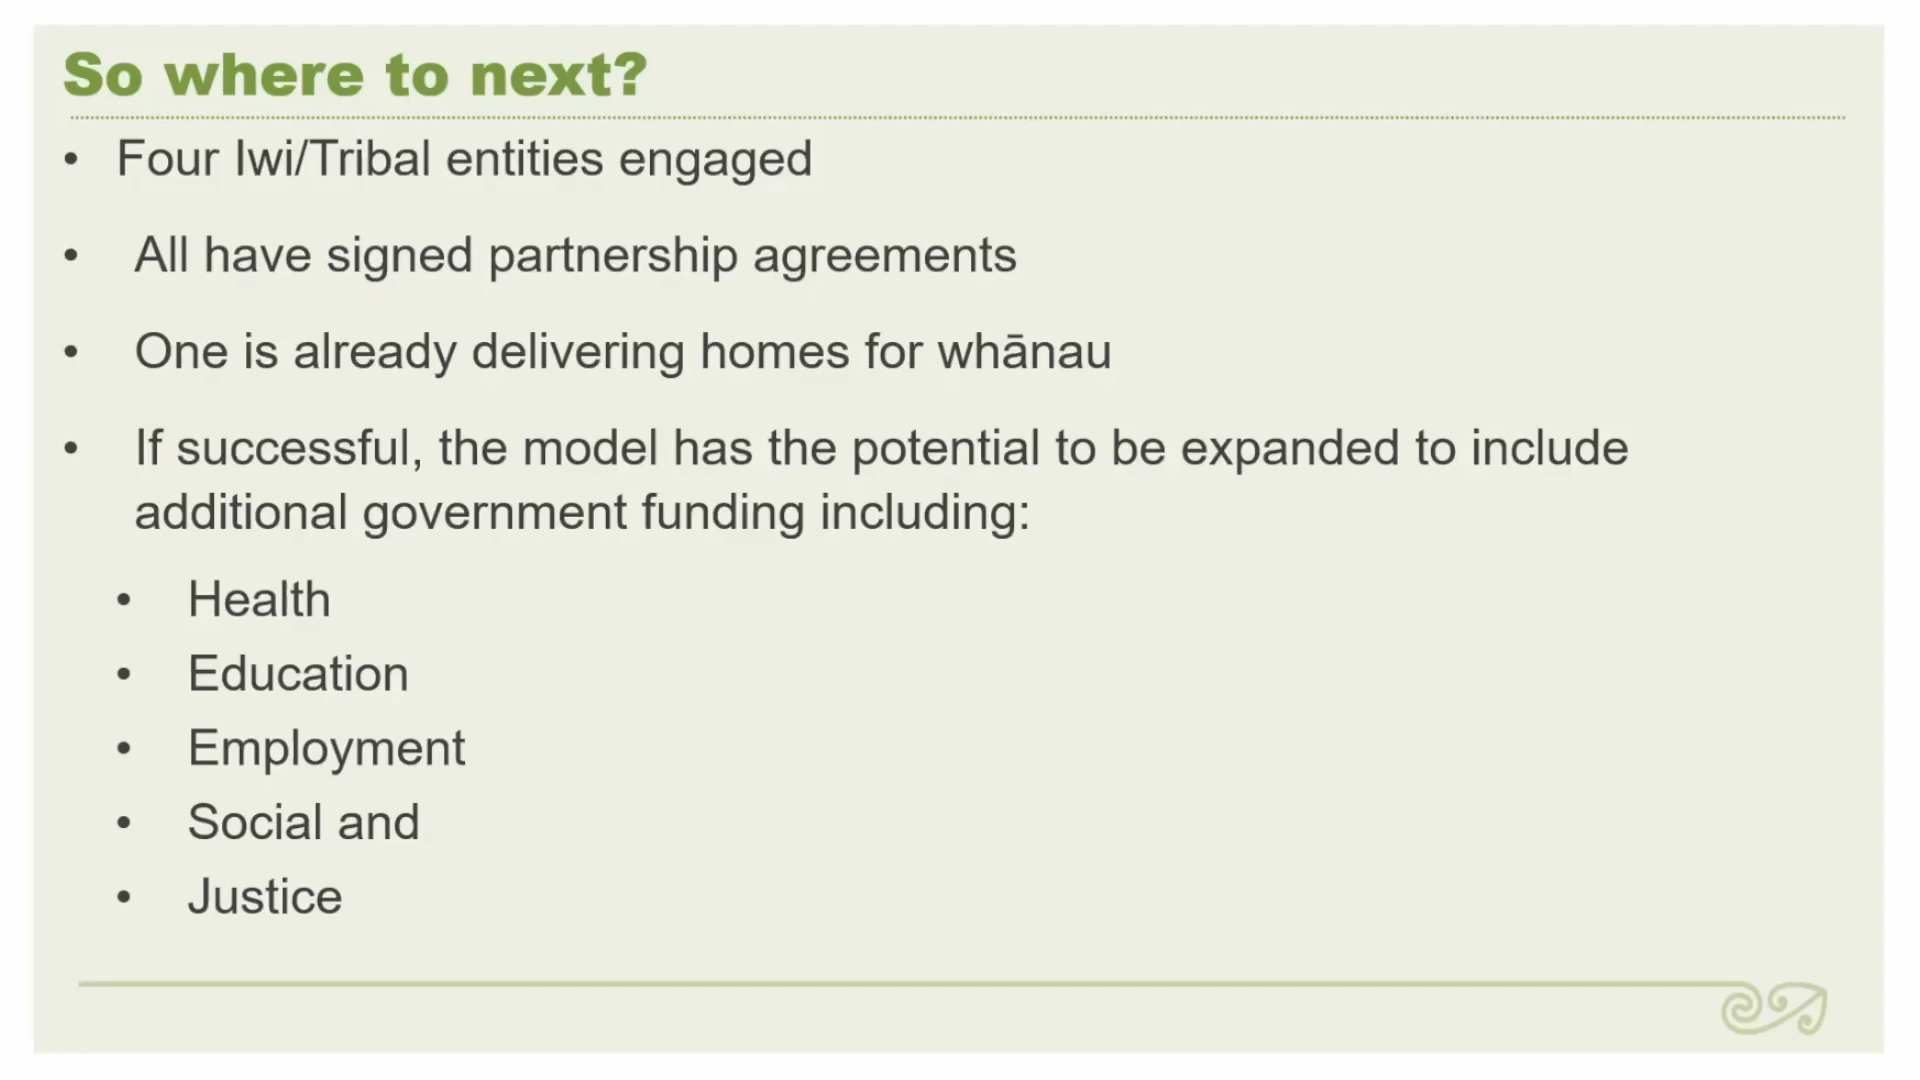 So where to next?
• Four Iwi/Tribal entities engaged
• All have signed partnership agreements
• One is already delivering homes for whānau
• If successful, the model has the potential to be expanded to include
additional government funding including:
• Health
• Education
• Employment
• Social and
• Justice